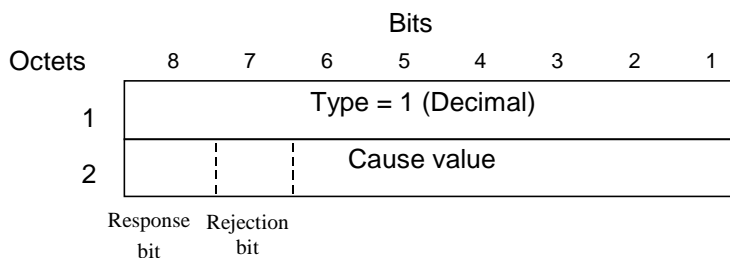 Bits
Octets 8 7 6 5 4 3 2 1
1 Type = 1 (Decimal)
2 Cause value
Response Rejection
bit bit